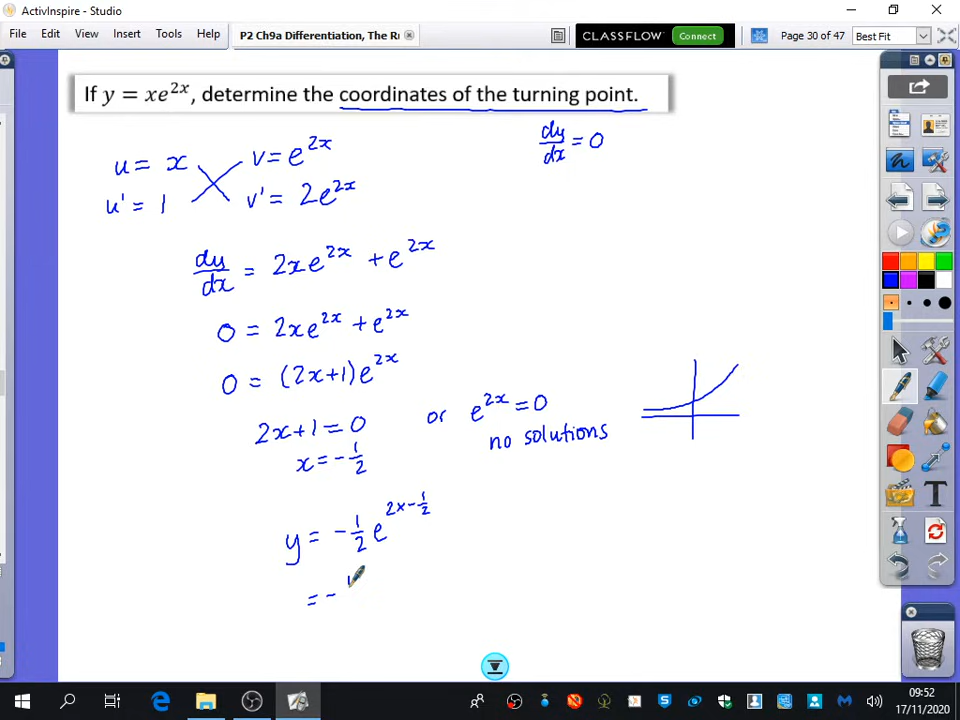 ActivInspire - Studio
File Edit View Insert Tools Help P2 Ch9a Differentiation, The Ru CLASSFLOW Connect Page 30 of 47 Best Fit
If y = xe^{2x}, determine the coordinates of the turning point.
dy/dx = 0
u = x v = e^{2x}
u' = 1 v' = 2e^{2x}
dy/dx = 2xe^{2x} + e^{2x}
0 = 2xe^{2x} + e^{2x}
0 = (2x+1)e^{2x}
2x+1 = 0 or e^{2x} = 0
x = -1/2 no solutions
y = -1/2 e^{2x-1/2}
= -
09:52
17/11/2020